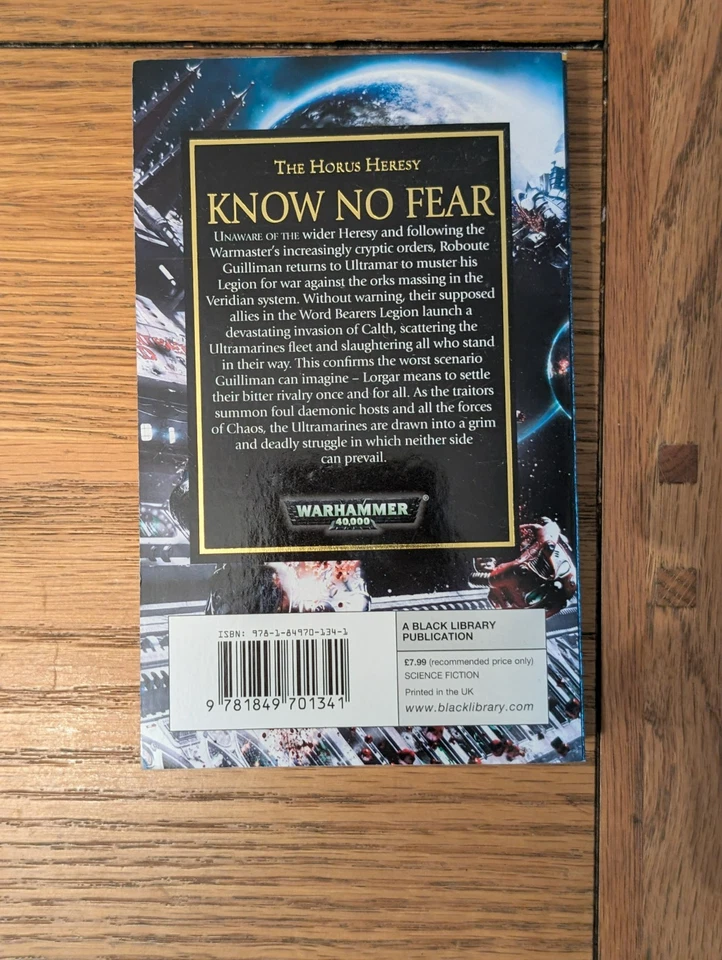 THE HORUS HERESY
KNOW NO FEAR
UNAWARE OF THE wider Heresy and following the
Warmaster's increasingly cryptic orders, Roboute
Guilliman returns to Ultramar to muster his
Legion for war against the orks massing in the
Veridian system. Without warning, their supposed
allies in the Word Bearers Legion launch a
devastating invasion of Calth, scattering the
Ultramarines fleet and slaughtering all who stand
in their way. This confirms the worst scenario
Guilliman can imagine – Lorgar means to settle
their bitter rivalry once and for all. As the traitors
summon foul daemonic hosts and all the forces
of Chaos, the Ultramarines are drawn into a grim
and deadly struggle in which neither side
can prevail.
WARHAMMER®
40,000
ISBN: 978-1-84970-134-1
9 781849 701341
A BLACK LIBRARY
PUBLICATION
£7.99 (recommended price only)
SCIENCE FICTION
Printed in the UK
www.blacklibrary.com